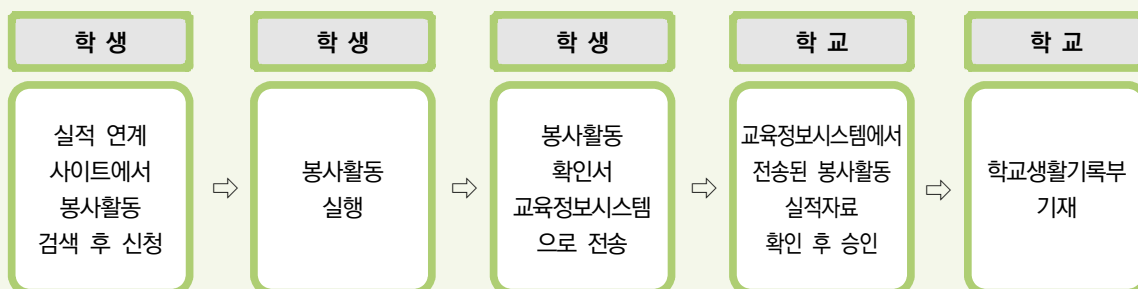 학 생
실적 연계
사이트에서
봉사활동
검색 후 신청
⇨
학 생
봉사활동
실행
⇨
학 생
봉사활동
확인서
교육정보시스템
으로 전송
⇨
학 교
교육정보시스템에서
전송된 봉사활동
실적자료
확인 후 승인
⇨
학 교
학교생활기록부
기재